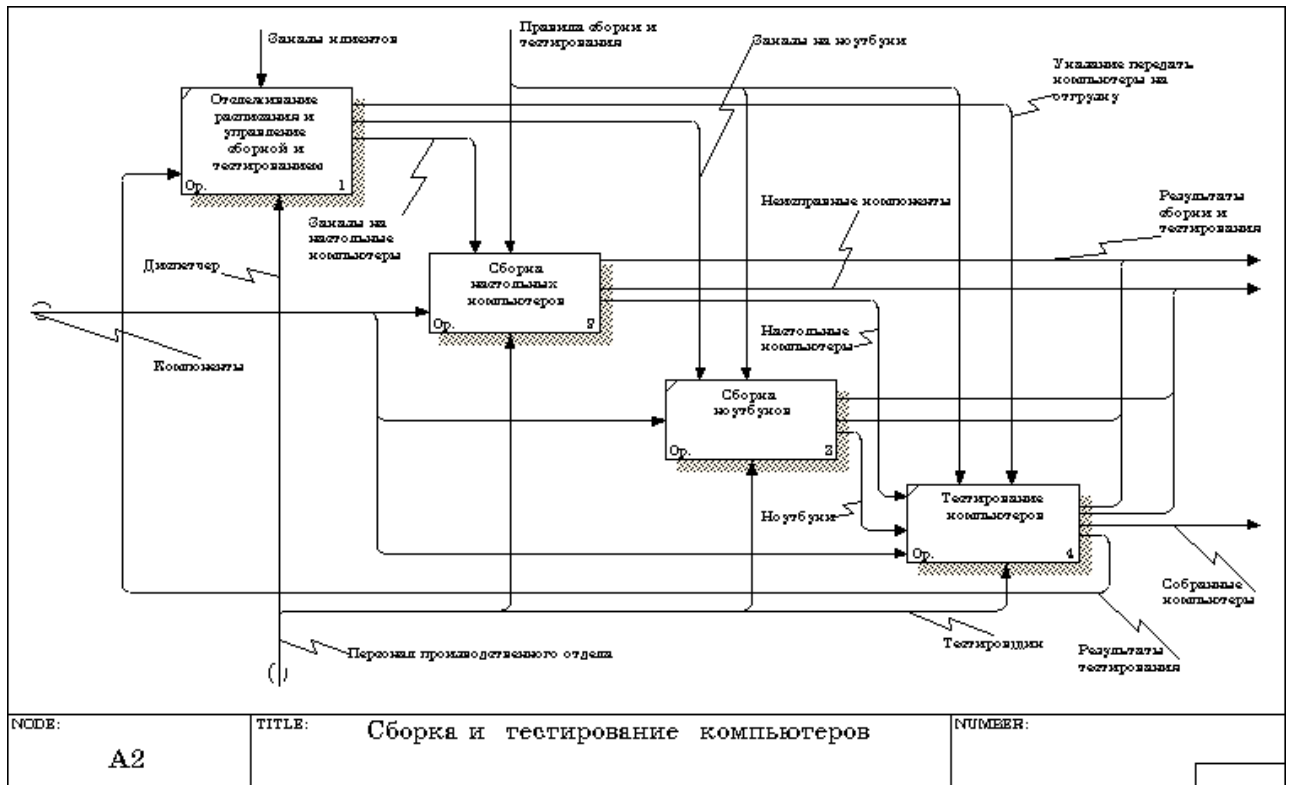 Заказы клиентов
Правила сборки и
тестирования
Заказы на ноутбуки
Указание передать
компьютеры на
отгрузку
Отслеживание
расписания и
управление
сборкой и
тестированием
Ор.
1
Заказы на
настольные
компьютеры
Неисправные компоненты
Результаты
сборки и
тестирования
Диспетчер
Сборка
настольных
компьютеров
Ор.
2
Компоненты
Настольные
компьютеры
Сборка
ноутбуков
Ор.
3
Ноутбуки
Тестирование
компьютеров
Ор.
4
Собранные
компьютеры
Персонал производственного отдела
Тестировщик
Результаты
тестирования
NODE:
A2
TITLE:
Сборка и тестирование компьютеров
NUMBER: